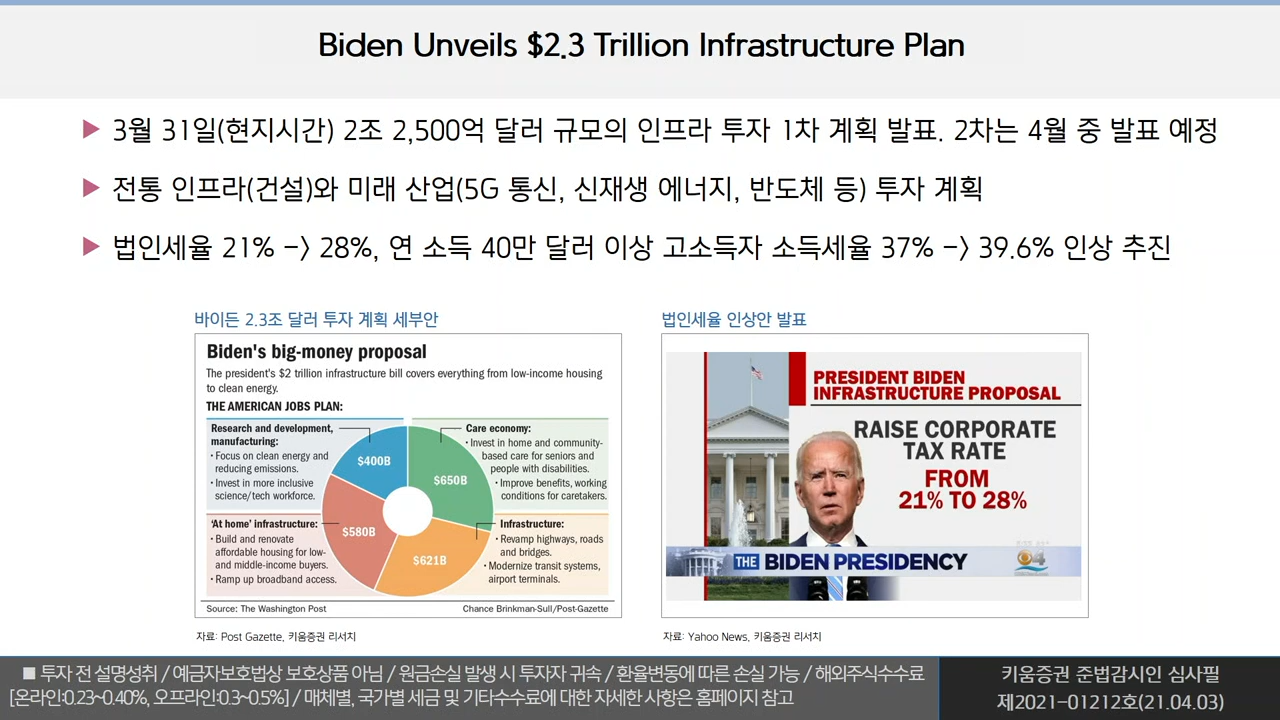 Biden Unveils $2.3 Trillion Infrastructure Plan
▶ 3월 31일(현지시간) 2조 2,500억 달러 규모의 인프라 투자 1차 계획 발표. 2차는 4월 중 발표 예정
▶ 전통 인프라(건설)와 미래 산업(5G 통신, 신재생 에너지, 반도체 등) 투자 계획
▶ 법인세율 21% -> 28%, 연 소득 40만 달러 이상 고소득자 소득세율 37% -> 39.6% 인상 추진
바이든 2.3조 달러 투자 계획 세부안
Biden's big-money proposal
The president's $2 trillion infrastructure bill covers everything from low-income housing
to clean energy.
THE AMERICAN JOBS PLAN:
Research and development,
manufacturing:
• Focus on clean energy and
reducing emissions.
• Invest in more inclusive
science/tech workforce.
$400B
Care economy:
• Invest in home and community-
based care for seniors and
people with disabilities.
• Improve benefits, working
conditions for caretakers.
$650B
'At home' infrastructure:
• Build and renovate
affordable housing for low-
and middle-income buyers.
• Ramp up broadband access.
$580B
Infrastructure:
• Revamp highways, roads
and bridges.
• Modernize transit systems,
airport terminals.
$621B
Source: The Washington Post
Chance Brinkman-Sull/Post-Gazette
자료: Post Gazette, 키움증권 리서치
법인세율 인상안 발표
PRESIDENT BIDEN
INFRASTRUCTURE PROPOSAL
RAISE CORPORATE
TAX RATE
FROM
21% TO 28%
THE BIDEN PRESIDENCY
4
자료: Yahoo News, 키움증권 리서치
■ 투자 전 설명성취 / 예금자보호법상 보호상품 아님 / 원금손실 발생 시 투자자 귀속 / 환율변동에 따른 손실 가능 / 해외주식수수료
[온라인:0.23~0.40%, 오프라인:0.3~0.5%] / 매체별, 국가별 세금 및 기타수수료에 대한 자세한 사항은 홈페이지 참고
키움증권 준법감시인 심사필
제2021-01212호(21.04.03)